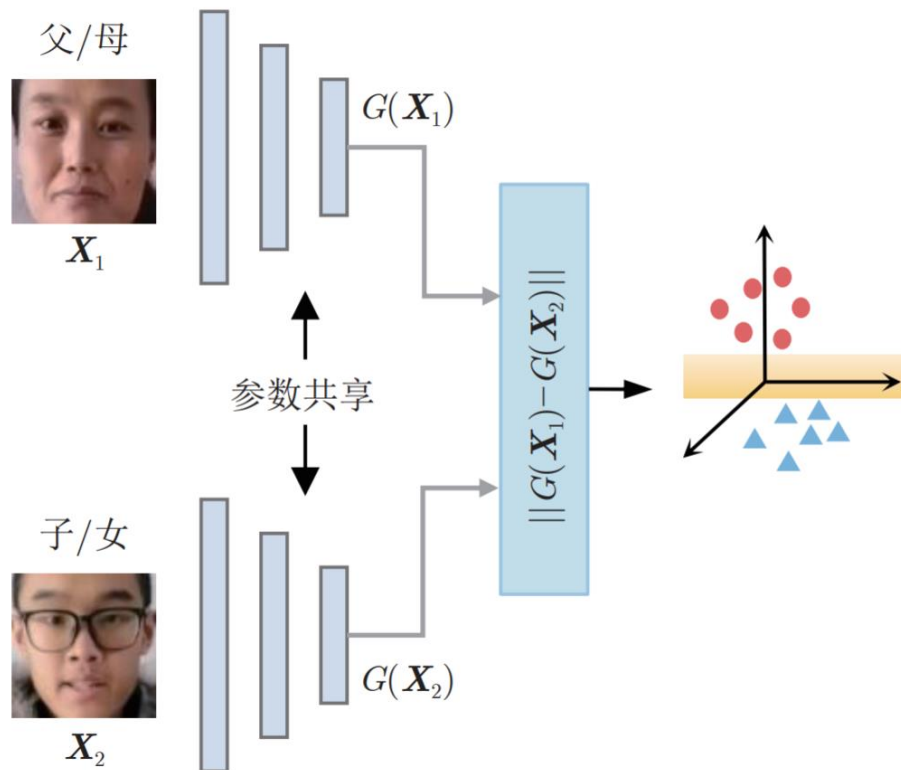 父/母
G(X₁)
X₁
||G(X₁)−G(X₂)||
参数共享
子/女
G(X₂)
X₂